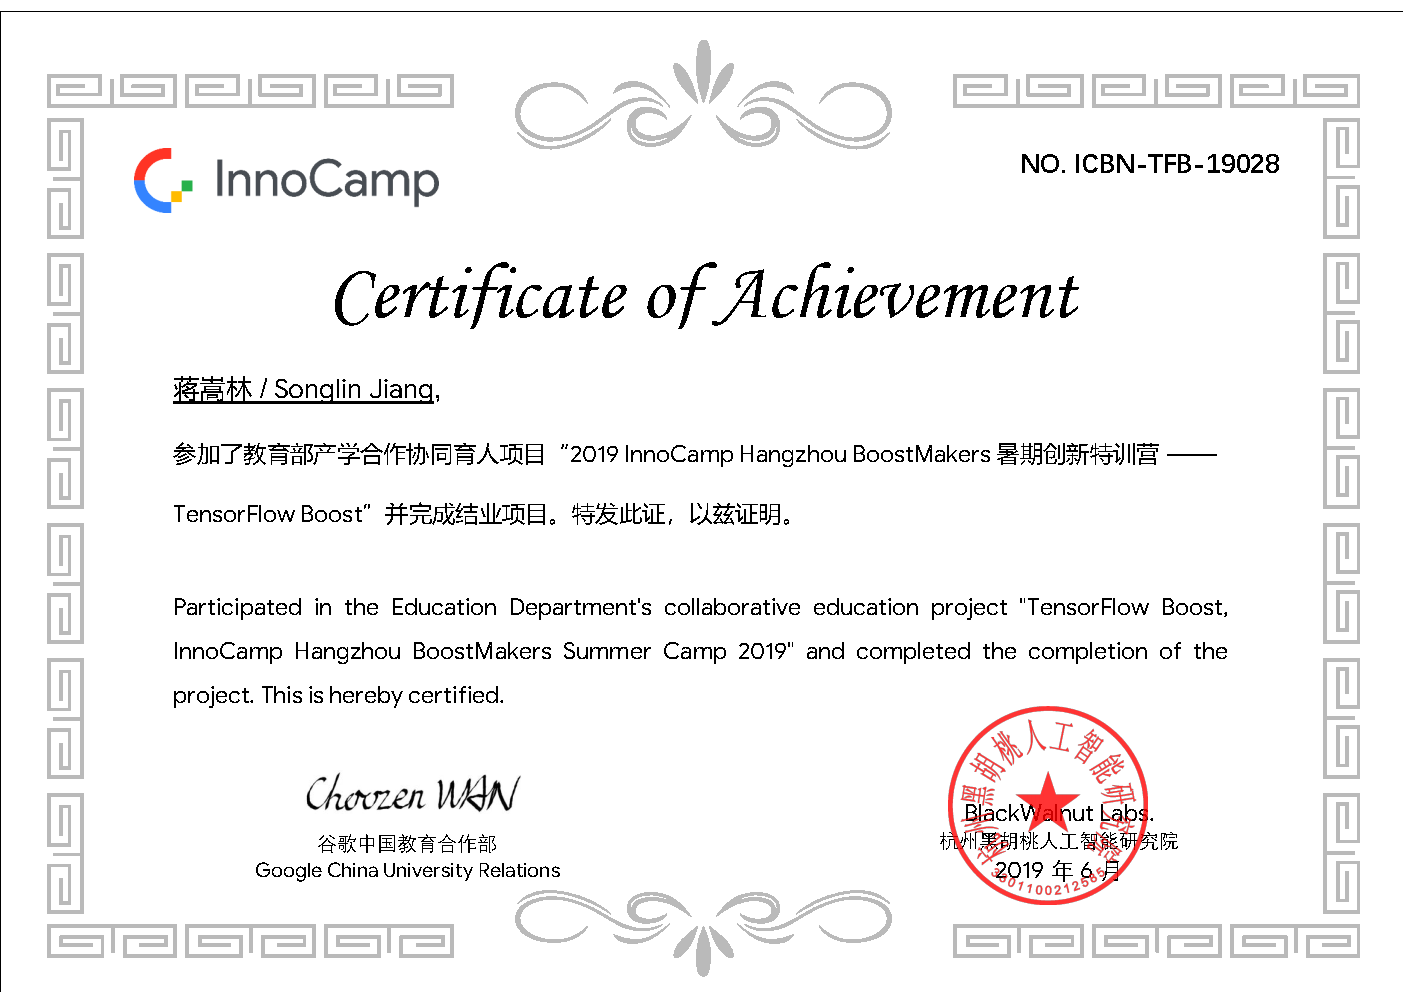 InnoCamp
NO. ICBN-TFB-19028
Certificate of Achievement
蒋嵩林 / Songlin Jiang,
参加了教育部产学合作协同育人项目“2019 InnoCamp Hangzhou BoostMakers 暑期创新特训营 ——
TensorFlow Boost”并完成结业项目。特发此证，以兹证明。
Participated in the Education Department's collaborative education project "TensorFlow Boost,
InnoCamp Hangzhou BoostMakers Summer Camp 2019" and completed the completion of the
project. This is hereby certified.
Choozen WAN
谷歌中国教育合作部
Google China University Relations
杭州黑胡桃人工智能研究院
BlackWalnut Labs.
杭州黑胡桃人工智能研究院
2019 年 6 月
3301100212585